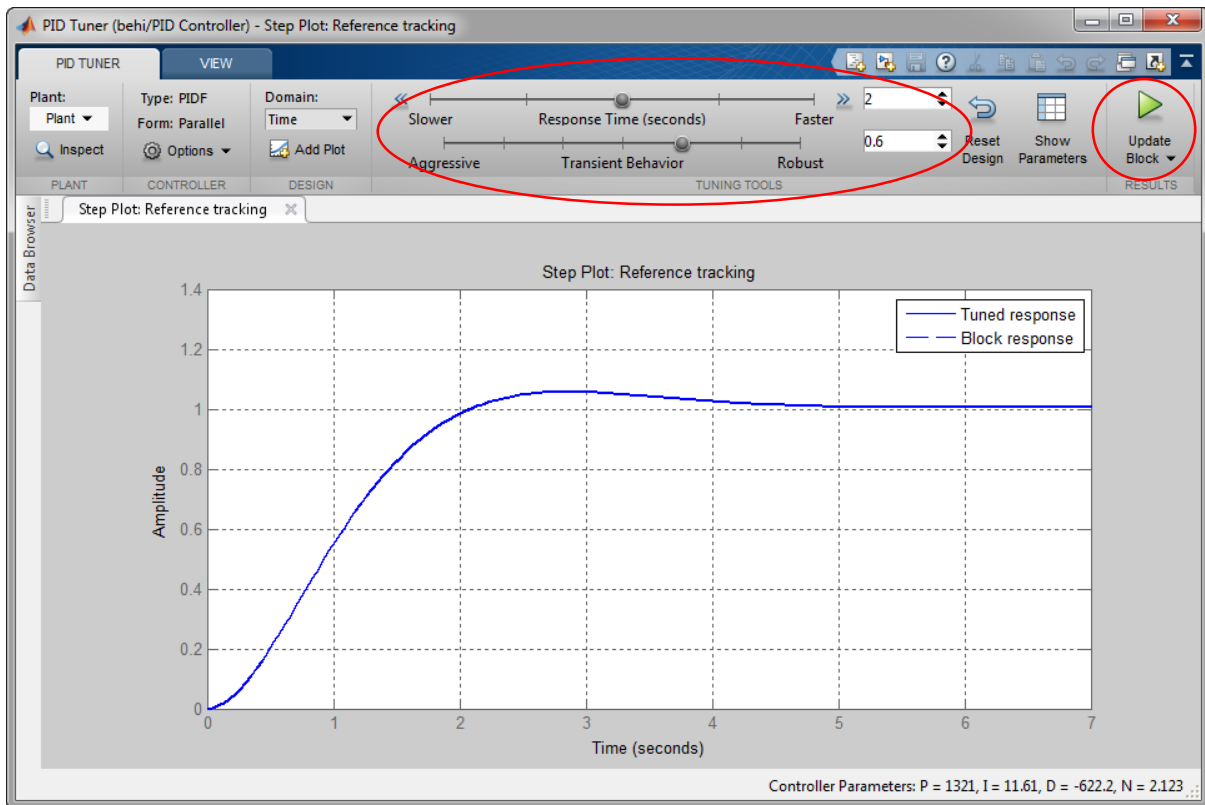 PID Tuner (behi/PID Controller) - Step Plot: Reference tracking
PID TUNER VIEW
Plant: Type: PIDF Domain: 2
Plant Form: Parallel Time Slower Response Time (seconds) Faster
Inspect Options Add Plot 0.6 Reset Design Show Parameters Update Block
Aggressive Transient Behavior Robust
PLANT CONTROLLER DESIGN TUNING TOOLS RESULTS
Data Browser
Step Plot: Reference tracking
Step Plot: Reference tracking
Tuned response
Block response
1.4
1.2
1
0.8
0.6
0.4
0.2
0
Amplitude
0 1 2 3 4 5 6 7
Time (seconds)
Controller Parameters: P = 1321, I = 11.61, D = -622.2, N = 2.123